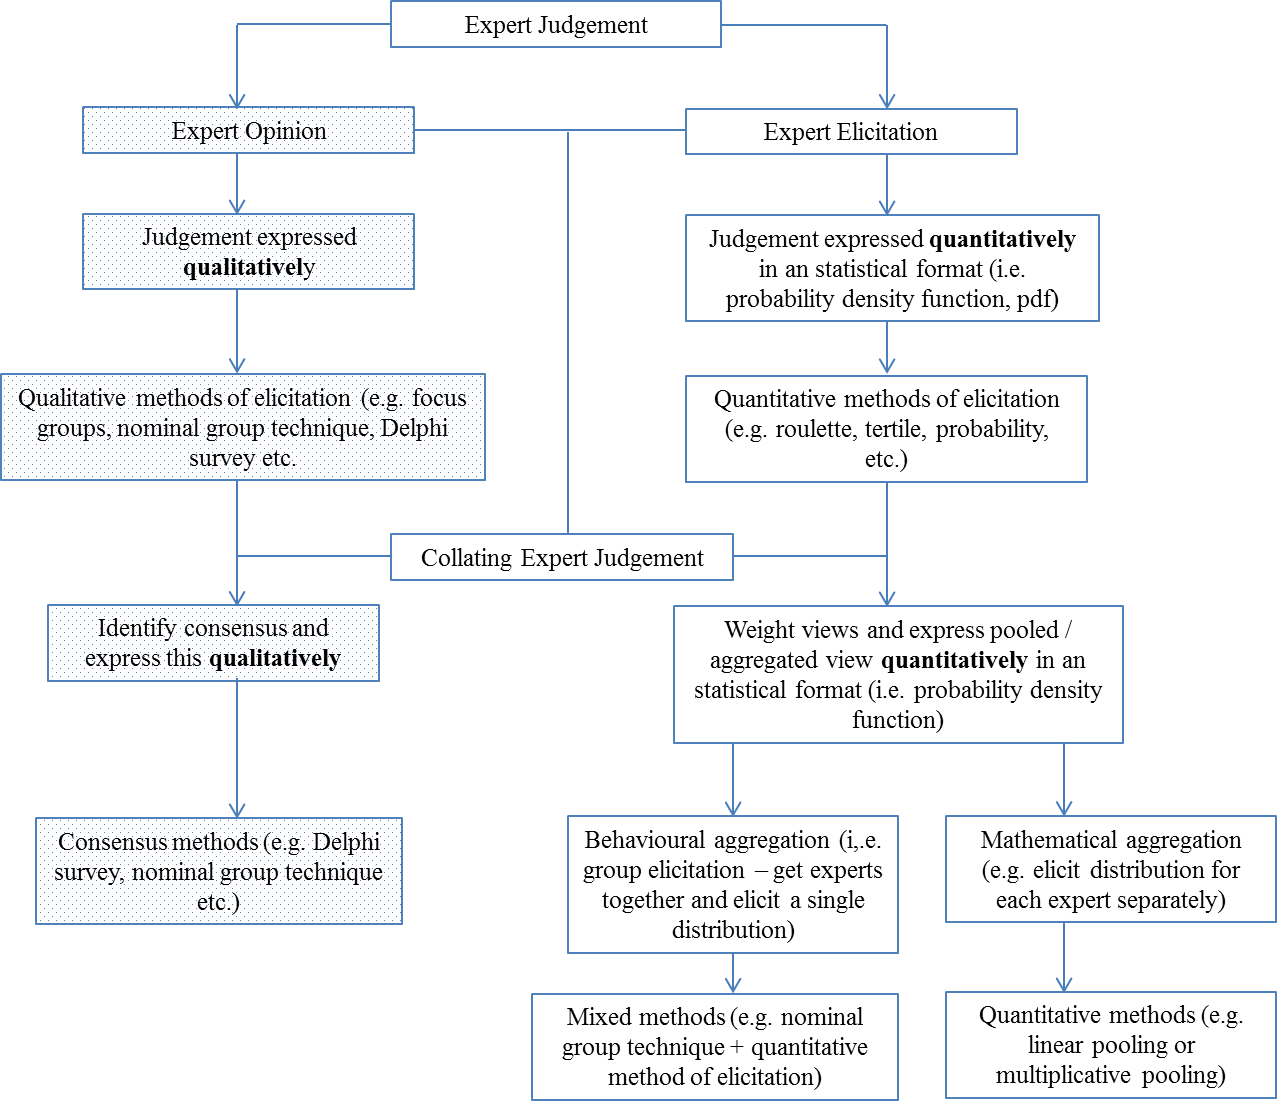 Expert Judgement
Expert Opinion
Expert Elicitation
Judgement expressed
qualitatively
Judgement expressed quantitatively
in an statistical format (i.e.
probability density function, pdf)
Qualitative methods of elicitation (e.g. focus
groups, nominal group technique, Delphi
survey etc.
Quantitative methods of elicitation
(e.g. roulette, tertile, probability,
etc.)
Collating Expert Judgement
Identify consensus and
express this qualitatively
Weight views and express pooled /
aggregated view quantitatively in an
statistical format (i.e. probability density
function)
Consensus methods (e.g. Delphi
survey, nominal group technique
etc.)
Behavioural aggregation (i,.e.
group elicitation – get experts
together and elicit a single
distribution)
Mathematical aggregation
(e.g. elicit distribution for
each expert separately)
Mixed methods (e.g. nominal
group technique + quantitative
method of elicitation)
Quantitative methods (e.g.
linear pooling or
multiplicative pooling)